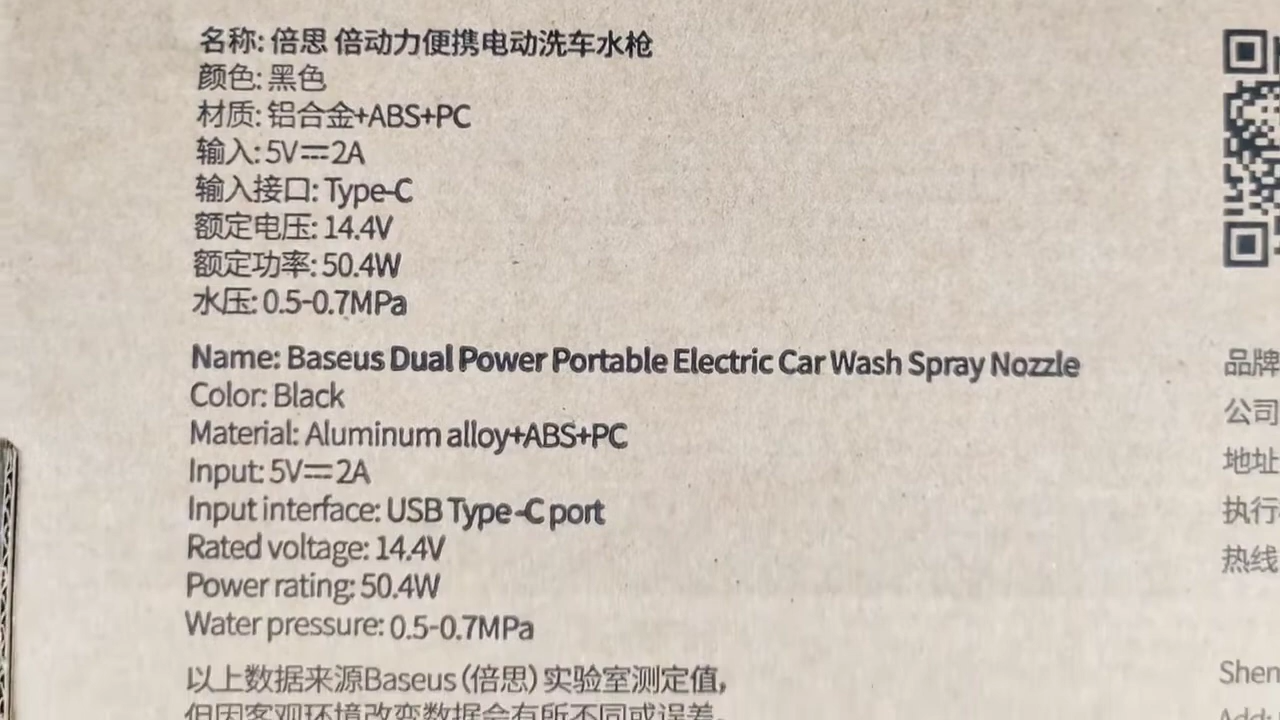 名称: 倍思 倍动力便携电动洗车水枪
颜色: 黑色
材质: 铝合金+ABS+PC
输入: 5V⎓2A
输入接口: Type-C
额定电压: 14.4V
额定功率: 50.4W
水压: 0.5-0.7MPa
Name: Baseus Dual Power Portable Electric Car Wash Spray Nozzle
Color: Black
Material: Aluminum alloy+ABS+PC
Input: 5V⎓2A
Input interface: USB Type-C port
Rated voltage: 14.4V
Power rating: 50.4W
Water pressure: 0.5-0.7MPa
以上数据来源Baseus(倍思)实验室测定值,
但因客观环境改变数据会有所不同或误差。
品牌
公司
地址
执行
热线
Shen